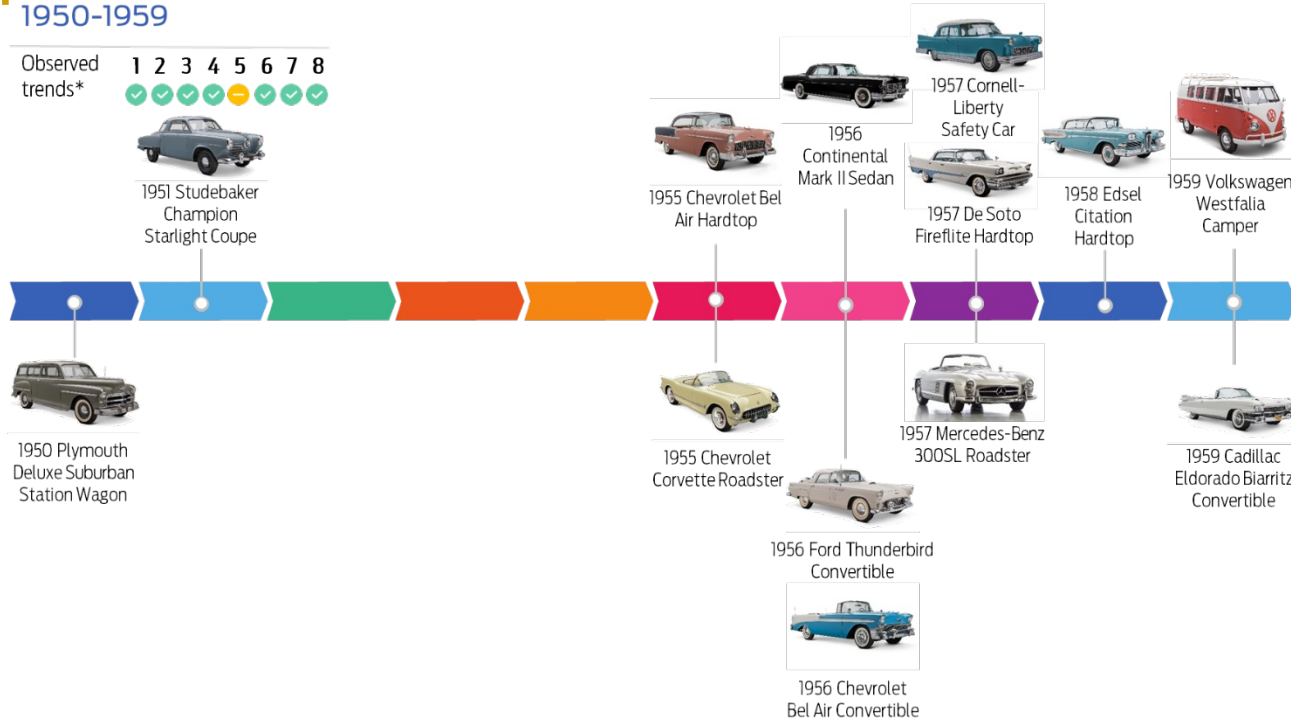 1950-1959
Observed
trends*
1 2 3 4 5 6 7 8
1951 Studebaker
Champion
Starlight Coupe
1955 Chevrolet Bel
Air Hardtop
1956
Continental
Mark II Sedan
1957 Cornell-
Liberty
Safety Car
1957 De Soto
Fireflite Hardtop
1958 Edsel
Citation
Hardtop
1959 Volkswagen
Westfalia
Camper
1950 Plymouth
Deluxe Suburban
Station Wagon
1955 Chevrolet
Corvette Roadster
1956 Ford Thunderbird
Convertible
1956 Chevrolet
Bel Air Convertible
1957 Mercedes-Benz
300SL Roadster
1959 Cadillac
Eldorado Biarritz
Convertible